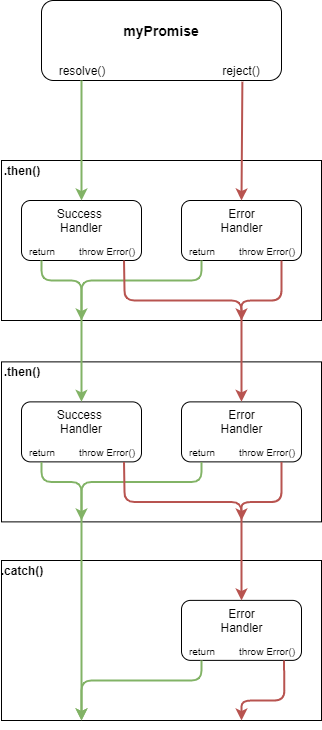 myPromise
resolve() reject()
.then()
Success
Handler
return throw Error()
Error
Handler
return throw Error()
.then()
Success
Handler
return throw Error()
Error
Handler
return throw Error()
.catch()
Error
Handler
return throw Error()